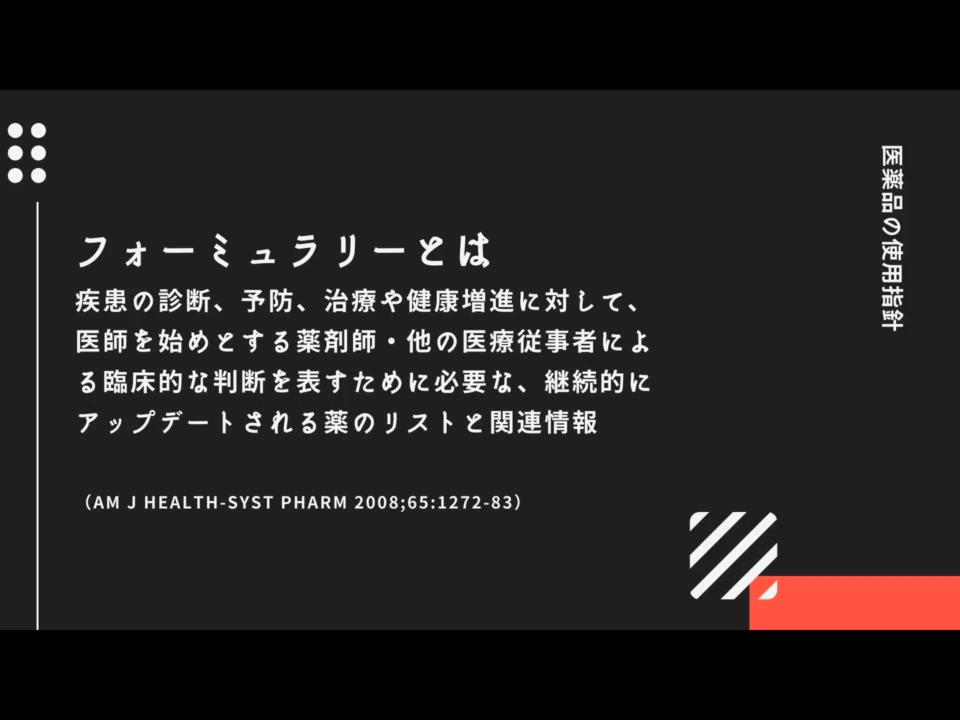 医薬品の使用指針
フォーミュラリーとは
疾患の診断、予防、治療や健康増進に対して、
医師を始めとする薬剤師・他の医療従事者によ
る臨床的な判断を表すために必要な、継続的に
アップデートされる薬のリストと関連情報
（AM J HEALTH-SYST PHARM 2008;65:1272-83）